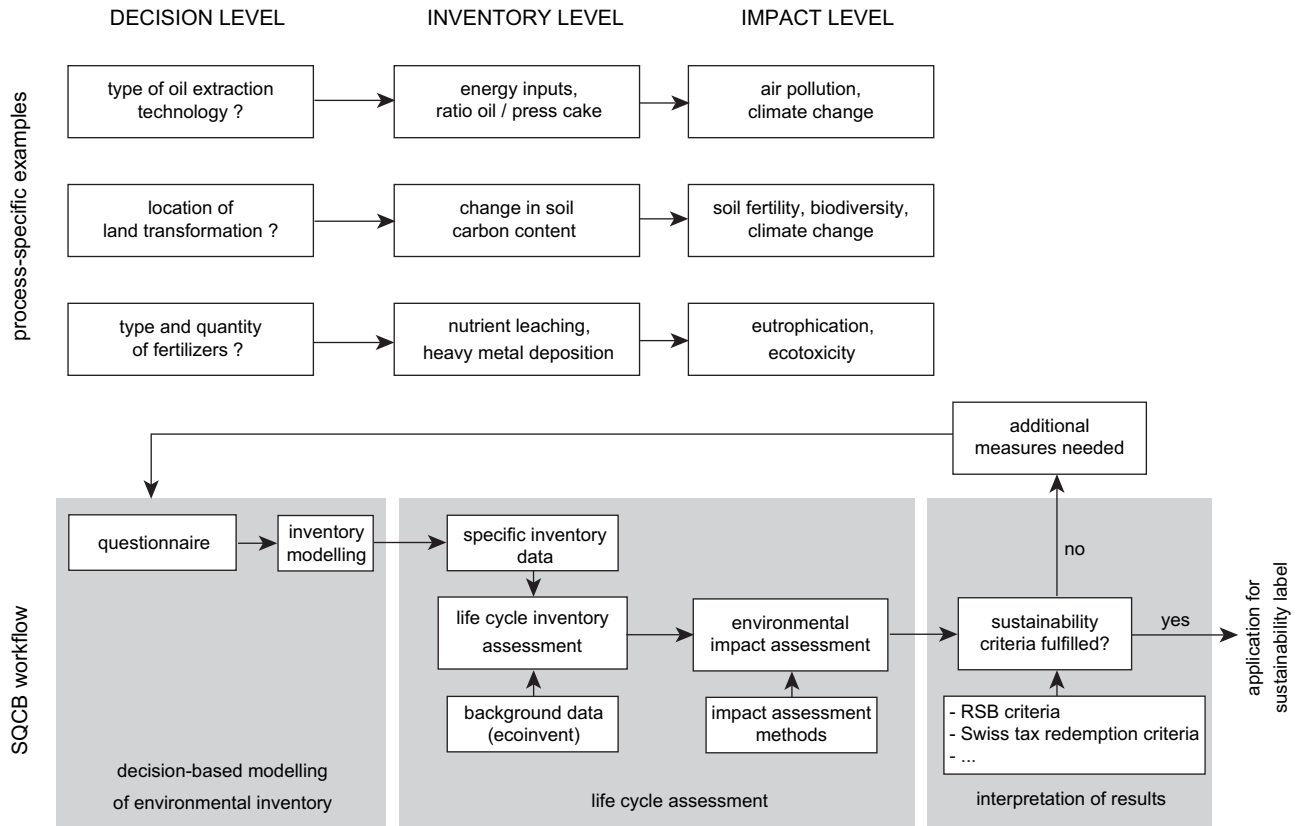 DECISION LEVEL
INVENTORY LEVEL
IMPACT LEVEL
process-specific examples
type of oil extraction
technology ?
energy inputs,
ratio oil / press cake
air pollution,
climate change
location of
land transformation ?
change in soil
carbon content
soil fertility, biodiversity,
climate change
type and quantity
of fertilizers ?
nutrient leaching,
heavy metal deposition
eutrophication,
ecotoxicity
additional
measures needed
SQCB workflow
questionnaire
inventory
modelling
decision-based modelling
of environmental inventory
specific inventory
data
life cycle inventory
assessment
background data
(ecoinvent)
environmental
impact assessment
impact assessment
methods
life cycle assessment
no
sustainability
criteria fulfilled?
yes
- RSB criteria
- Swiss tax redemption criteria
- ...
interpretation of results
application for
sustainability label